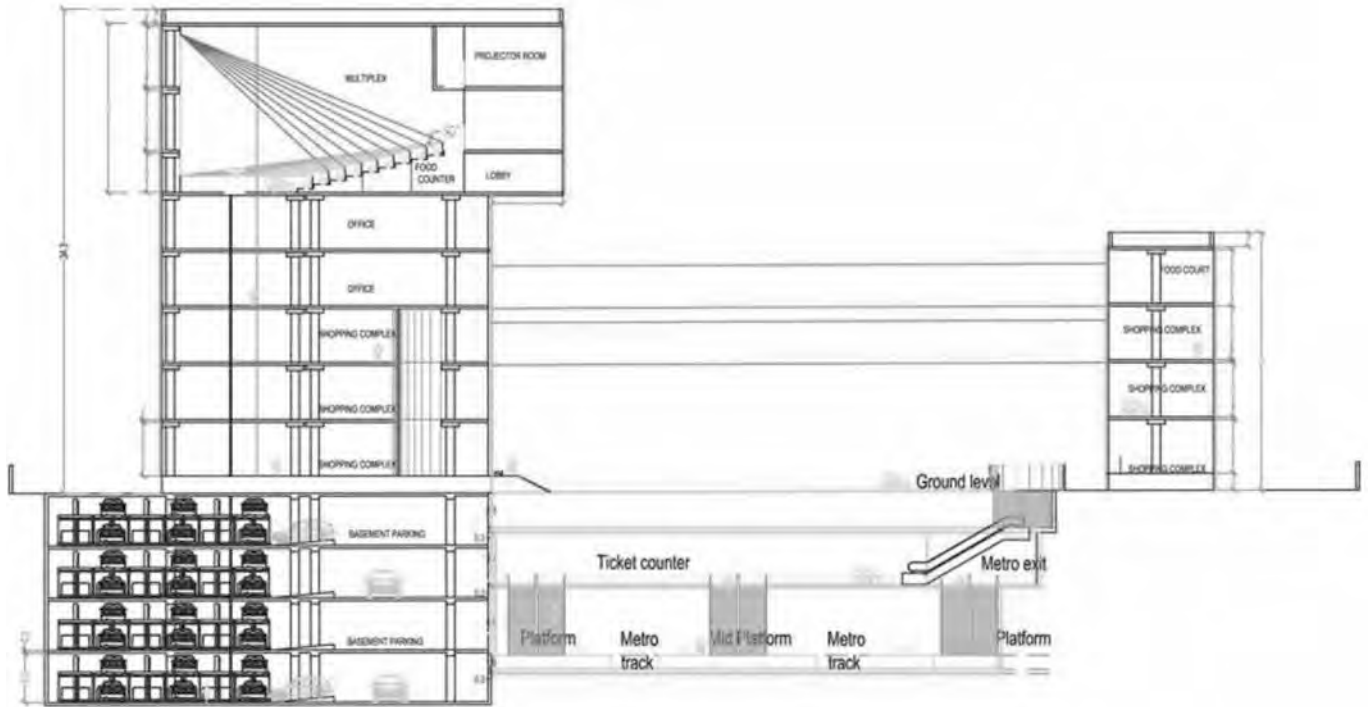 PROJECTOR ROOM
MULTIPLEX
FOOD
COUNTER
LOBBY
OFFICE
OFFICE
FOOD COURT
SHOPPING COMPLEX
SHOPPING COMPLEX
SHOPPING COMPLEX
SHOPPING COMPLEX
SHOPPING COMPLEX
SHOPPING COMPLEX
Ground level
BASEMENT PARKING
Ticket counter
Metro exit
BASEMENT PARKING
Platform
Metro
track
Mid Platform
Metro
track
Platform